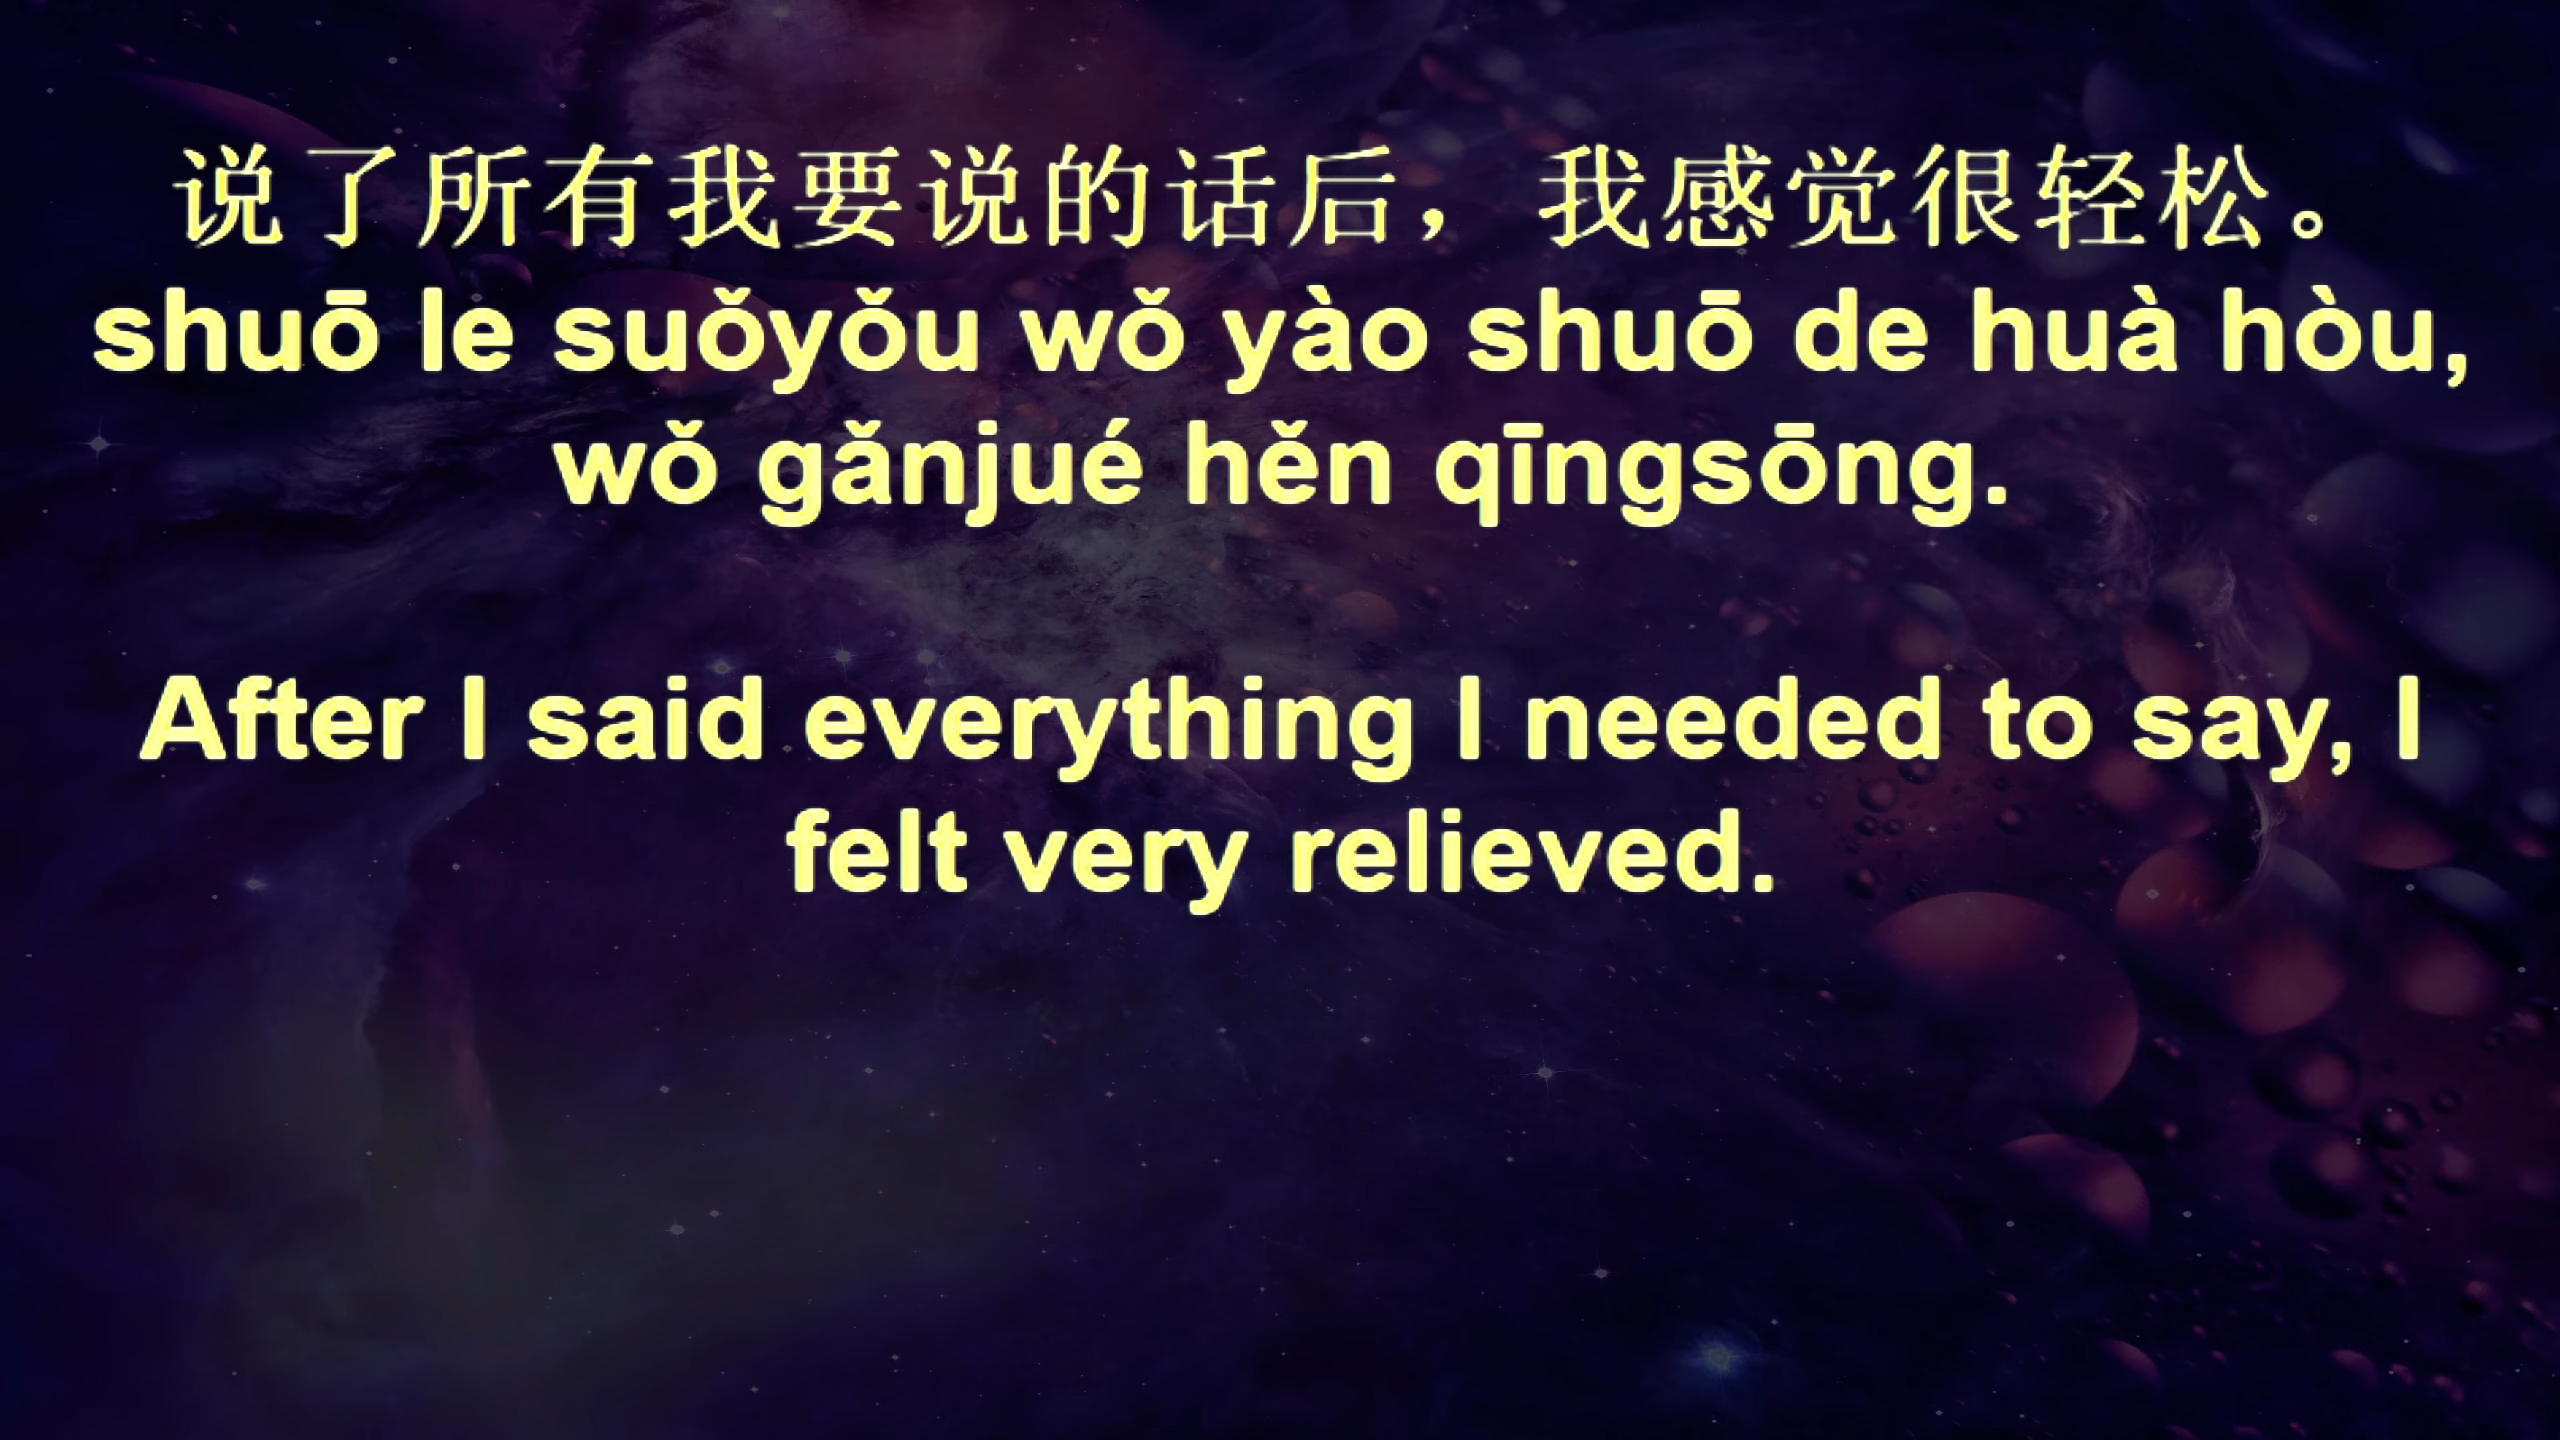 说了所有我要说的话后，我感觉很轻松。
shuō le suǒyǒu wǒ yào shuō de huà hòu,
wǒ gǎnjué hěn qīngsōng.
After I said everything I needed to say, I
felt very relieved.